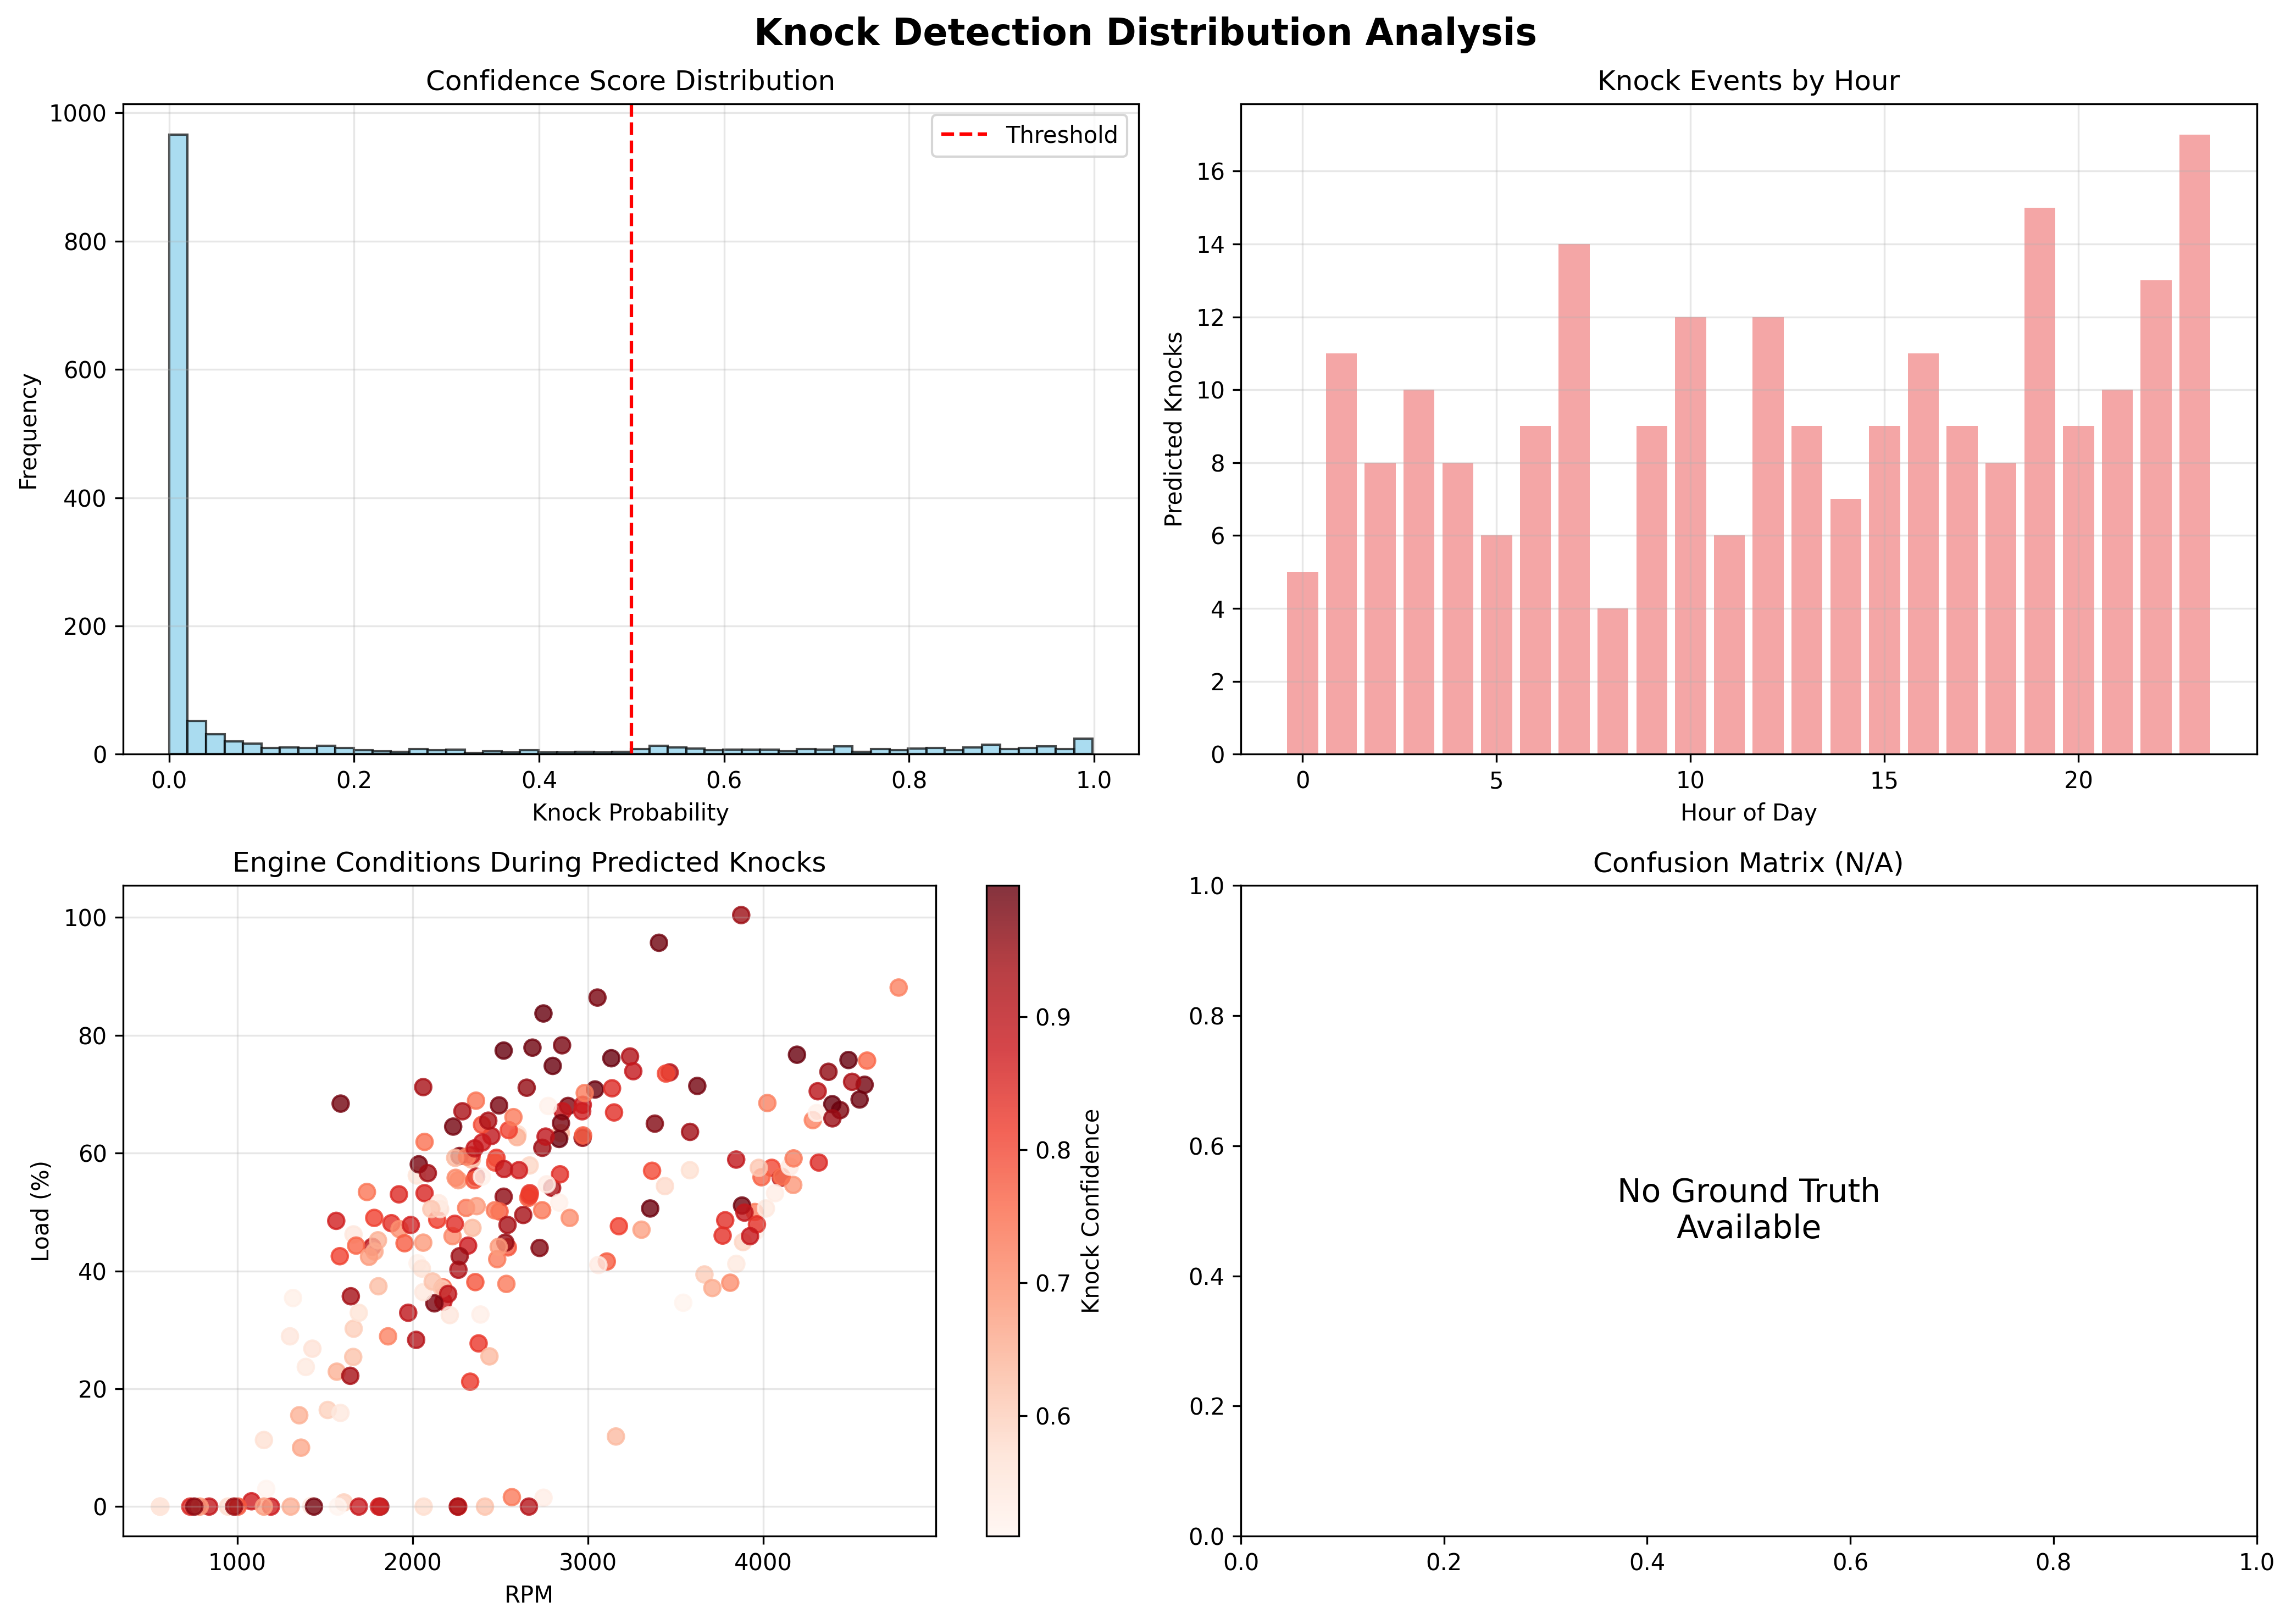 Knock Detection Distribution Analysis
Confidence Score Distribution
1000
800
600
400
200
0
Frequency
Threshold
0.0 0.2 0.4 0.6 0.8 1.0
Knock Probability
Knock Events by Hour
16
14
12
10
8
6
4
2
0
Predicted Knocks
0 5 10 15 20
Hour of Day
Engine Conditions During Predicted Knocks
100
80
60
40
20
0
Load (%)
1000 2000 3000 4000
RPM
0.9
0.8
0.7
0.6
Knock Confidence
Confusion Matrix (N/A)
1.0
0.8
0.6
0.4
0.2
0.0
No Ground Truth
Available
0.0 0.2 0.4 0.6 0.8 1.0